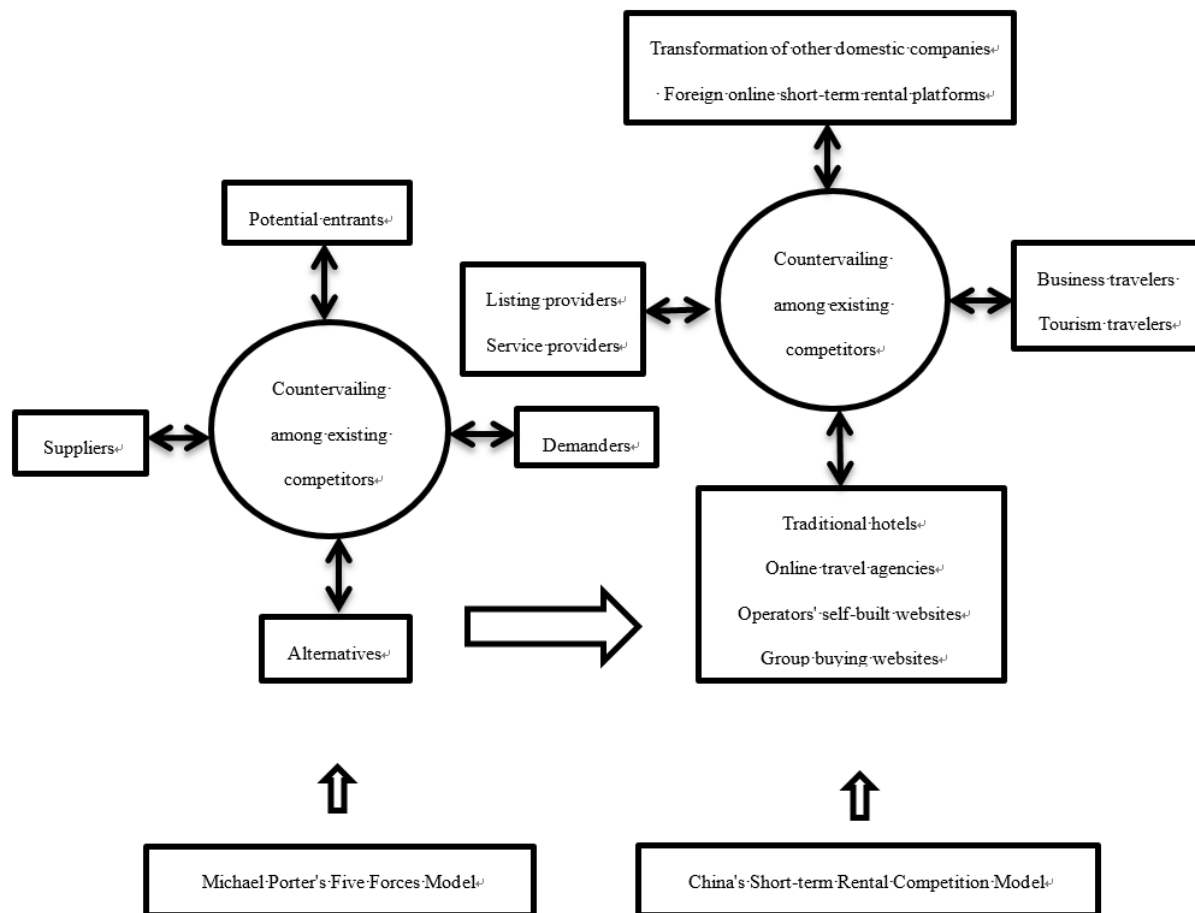 Transformation of other domestic companies
Foreign online short-term rental platforms
Potential entrants
Countervailing
among existing
competitors
Listing providers
Service providers
Business travelers
Tourism travelers
Countervailing
among existing
competitors
Suppliers
Demanders
Traditional hotels
Online travel agencies
Operators' self-built websites
Group buying websites
Alternatives
Michael Porter's Five Forces Model
China's Short-term Rental Competition Model